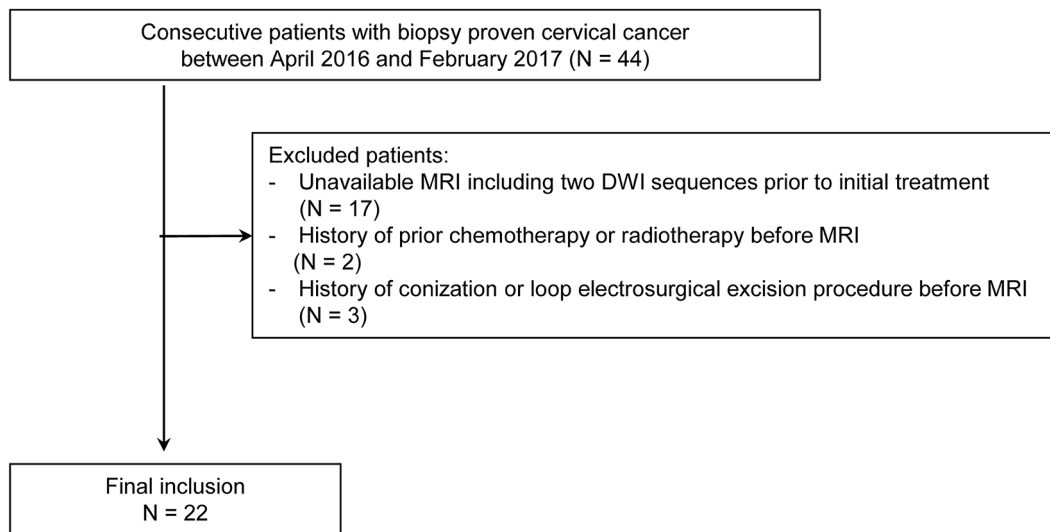 Consecutive patients with biopsy proven cervical cancer
between April 2016 and February 2017 (N = 44)
Excluded patients:
- Unavailable MRI including two DWI sequences prior to initial treatment
(N = 17)
- History of prior chemotherapy or radiotherapy before MRI
(N = 2)
- History of conization or loop electrosurgical excision procedure before MRI
(N = 3)
Final inclusion
N = 22